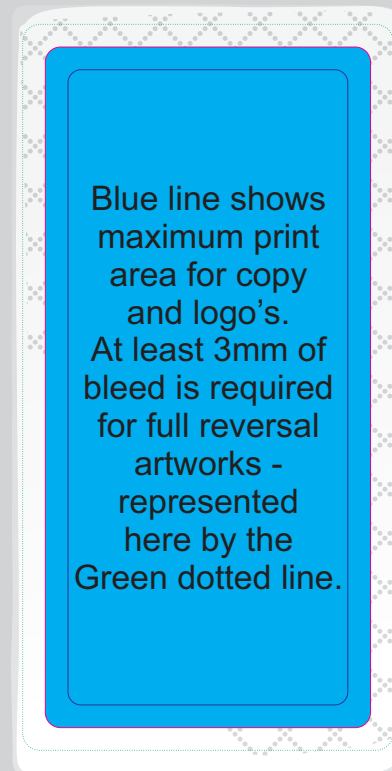 Blue line shows
maximum print
area for copy
and logo’s.
At least 3mm of
bleed is required
for full reversal
artworks -
represented
here by the
Green dotted line.